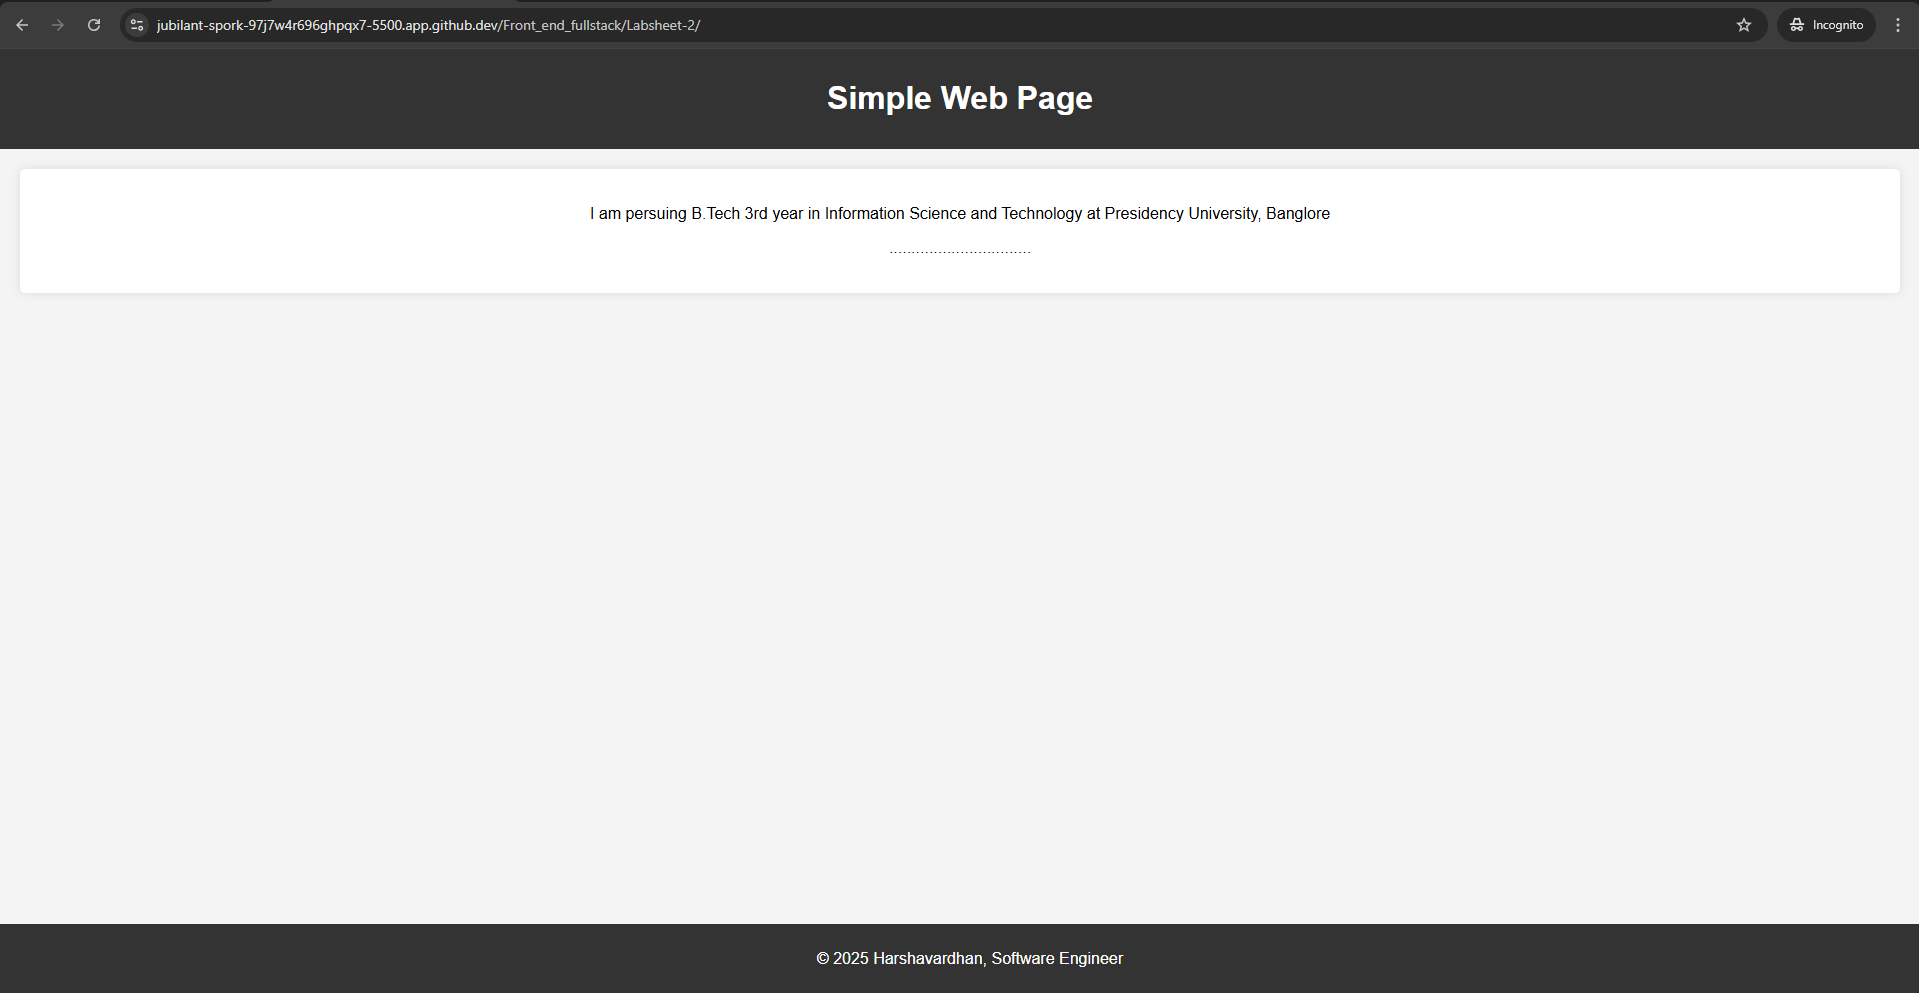 jubilant-spork-97j7w4r696ghpqx7-5500.app.github.dev/Front_end_fullstack/Labsheet-2/
Incognito
Simple Web Page
I am persuing B.Tech 3rd year in Information Science and Technology at Presidency University, Banglore
................................
© 2025 Harshavardhan, Software Engineer